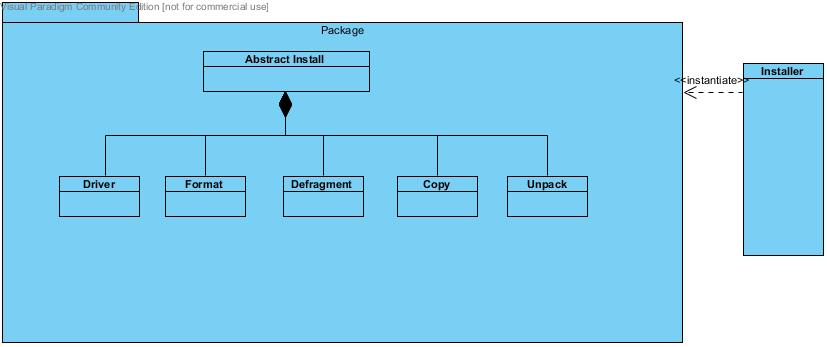 Visual Paradigm Community Edition [not for commercial use]
Package
Abstract Install
<<instantiate>>
Installer
Driver
Format
Defragment
Copy
Unpack